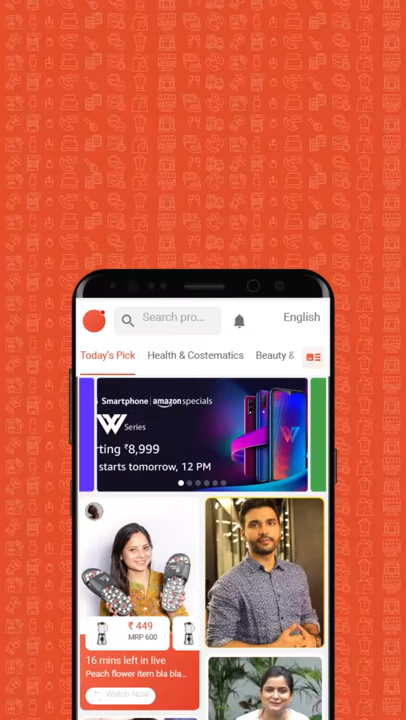 Search pro...
English
Today's Pick
Health & Costematics
Beauty &
Smartphone | amazon specials
W Series
rting ₹8,999
starts tomorrow, 12 PM
₹ 449
MRP 600
16 mins left in live
Peach flower item bla bla...
Watch Now